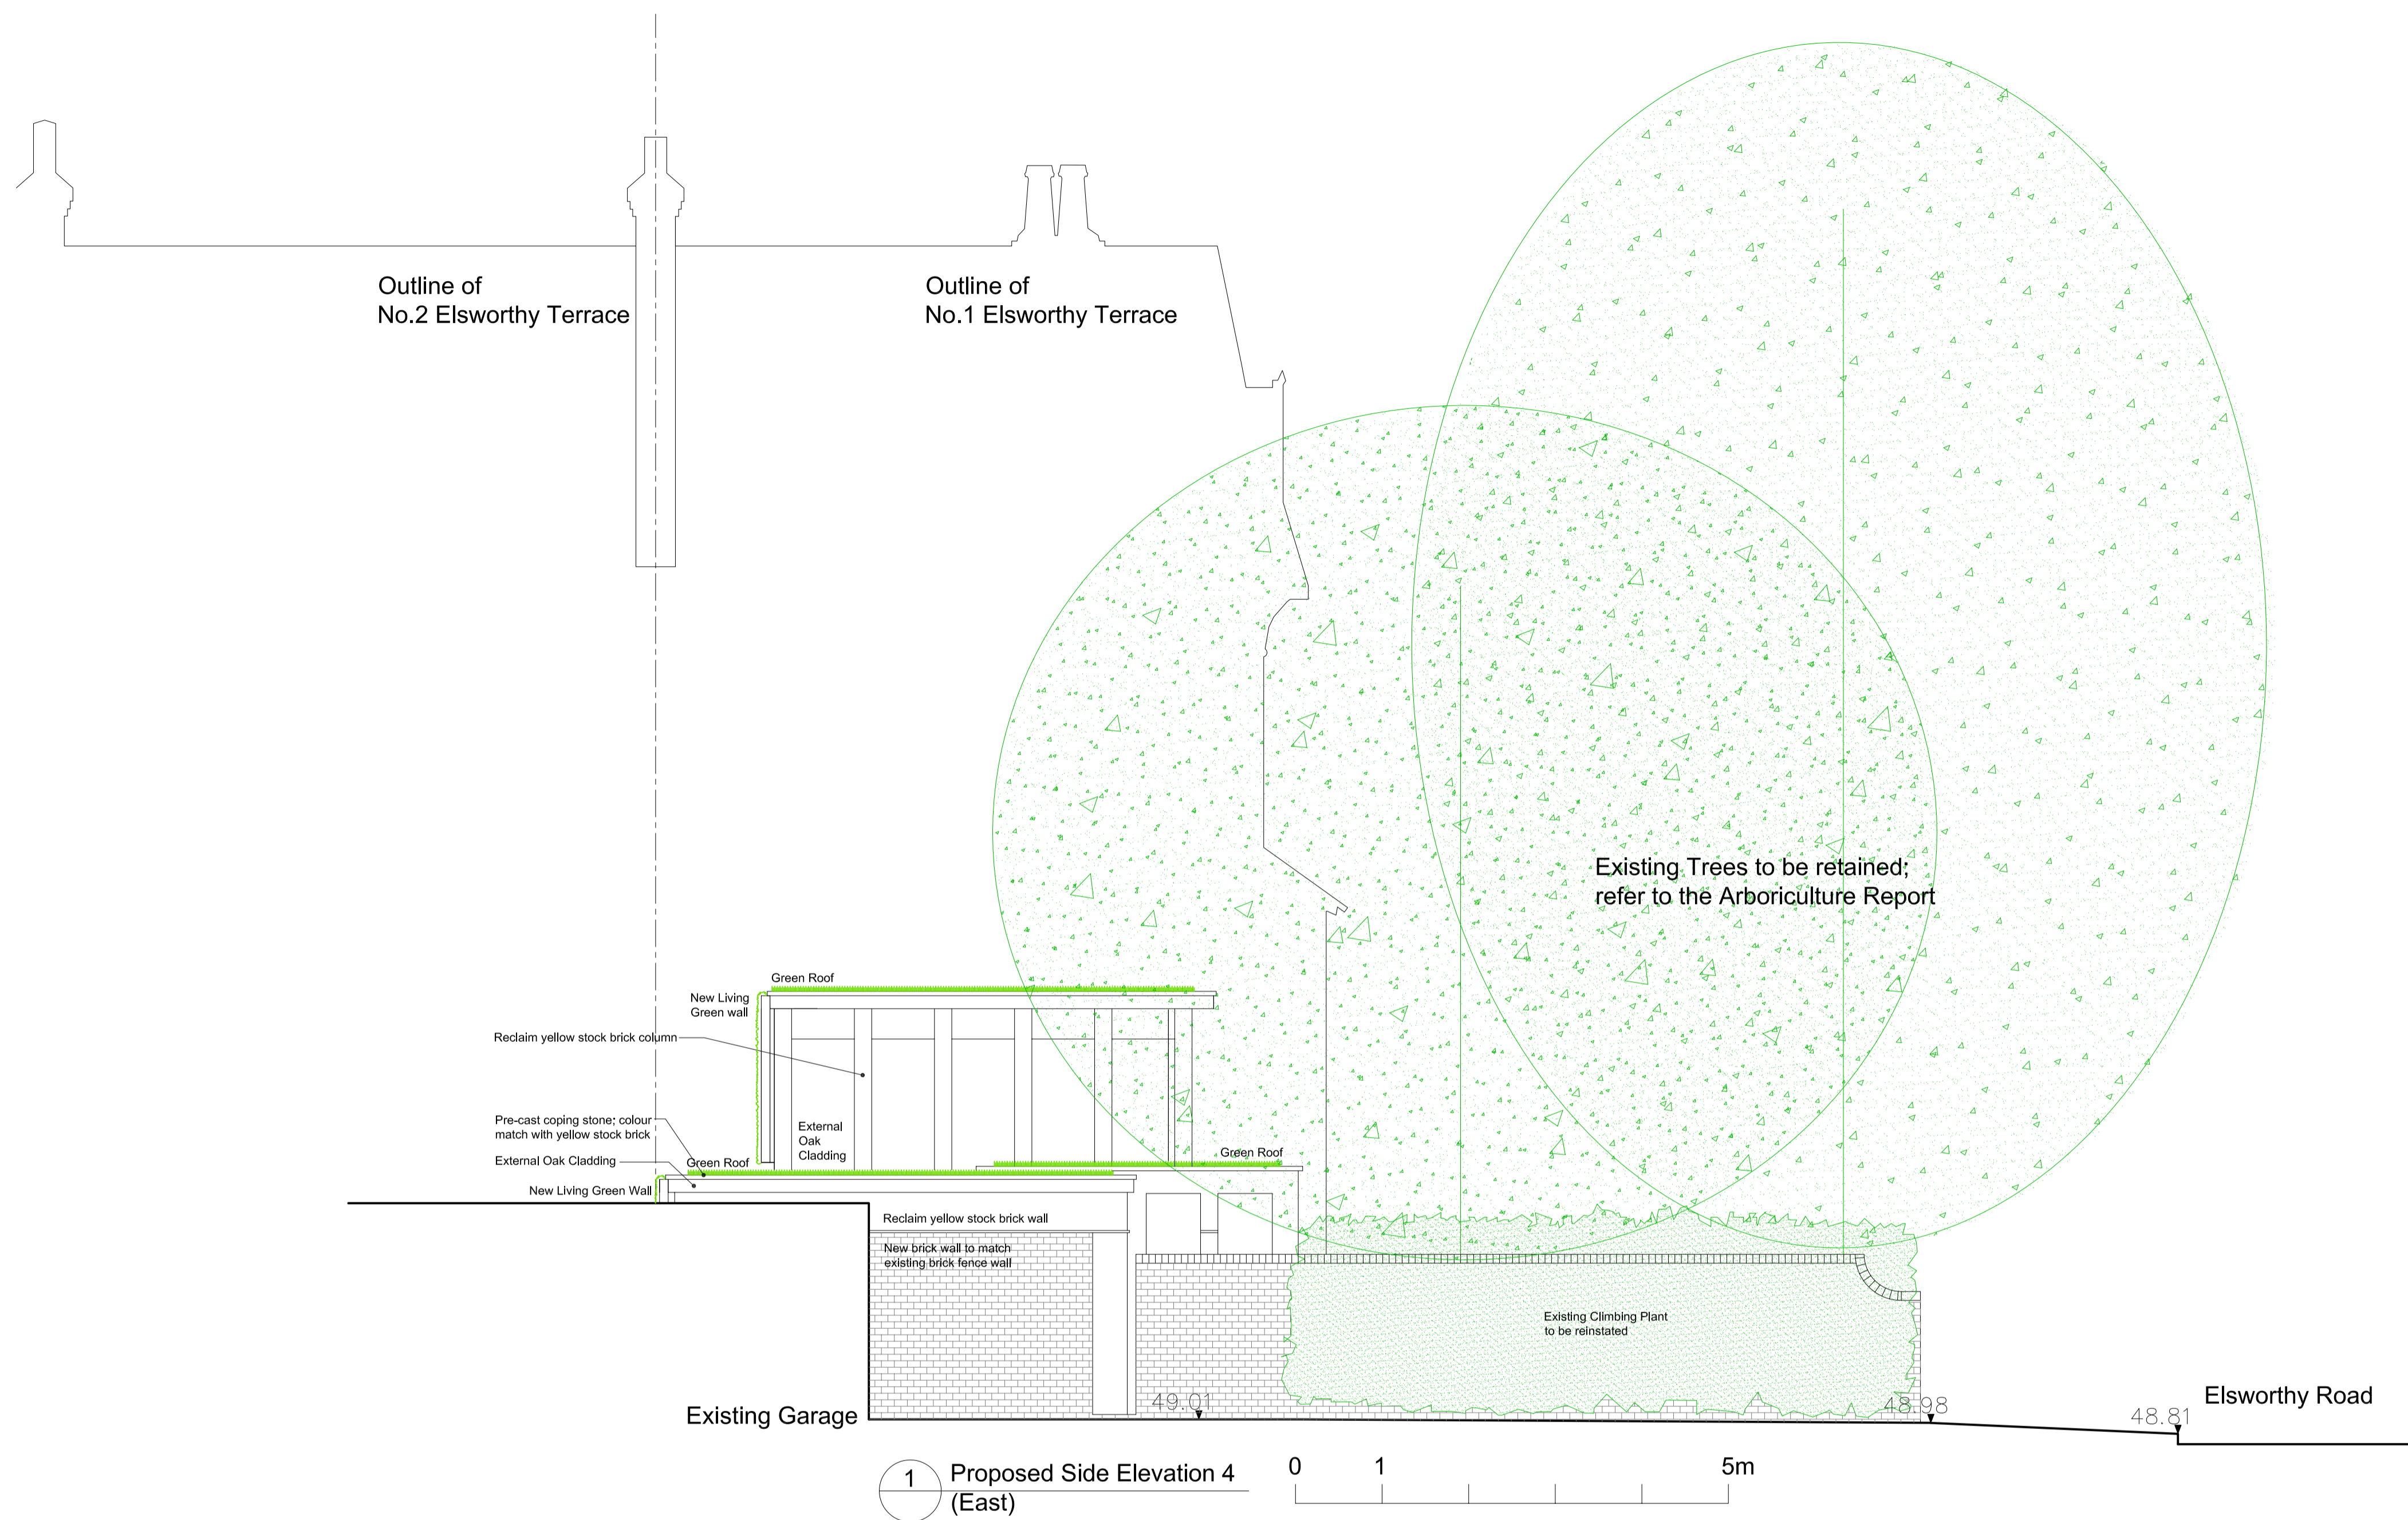 Outline of
No.2 Elsworthy Terrace
Outline of
No.1 Elsworthy Terrace
Existing Trees to be retained;
refer to the Arboriculture Report
Green Roof
New Living
Green wall
Reclaim yellow stock brick column
Pre-cast coping stone; colour
match with yellow stock brick
External
Oak
Cladding
External Oak Cladding
Green Roof
Green Roof
New Living Green Wall
Reclaim yellow stock brick wall
New brick wall to match
existing brick fence wall
Existing Climbing Plant
to be reinstated
Existing Garage
49.01
48.98
48.81
Elsworthy Road
1
Proposed Side Elevation 4
(East)
0 1 5m